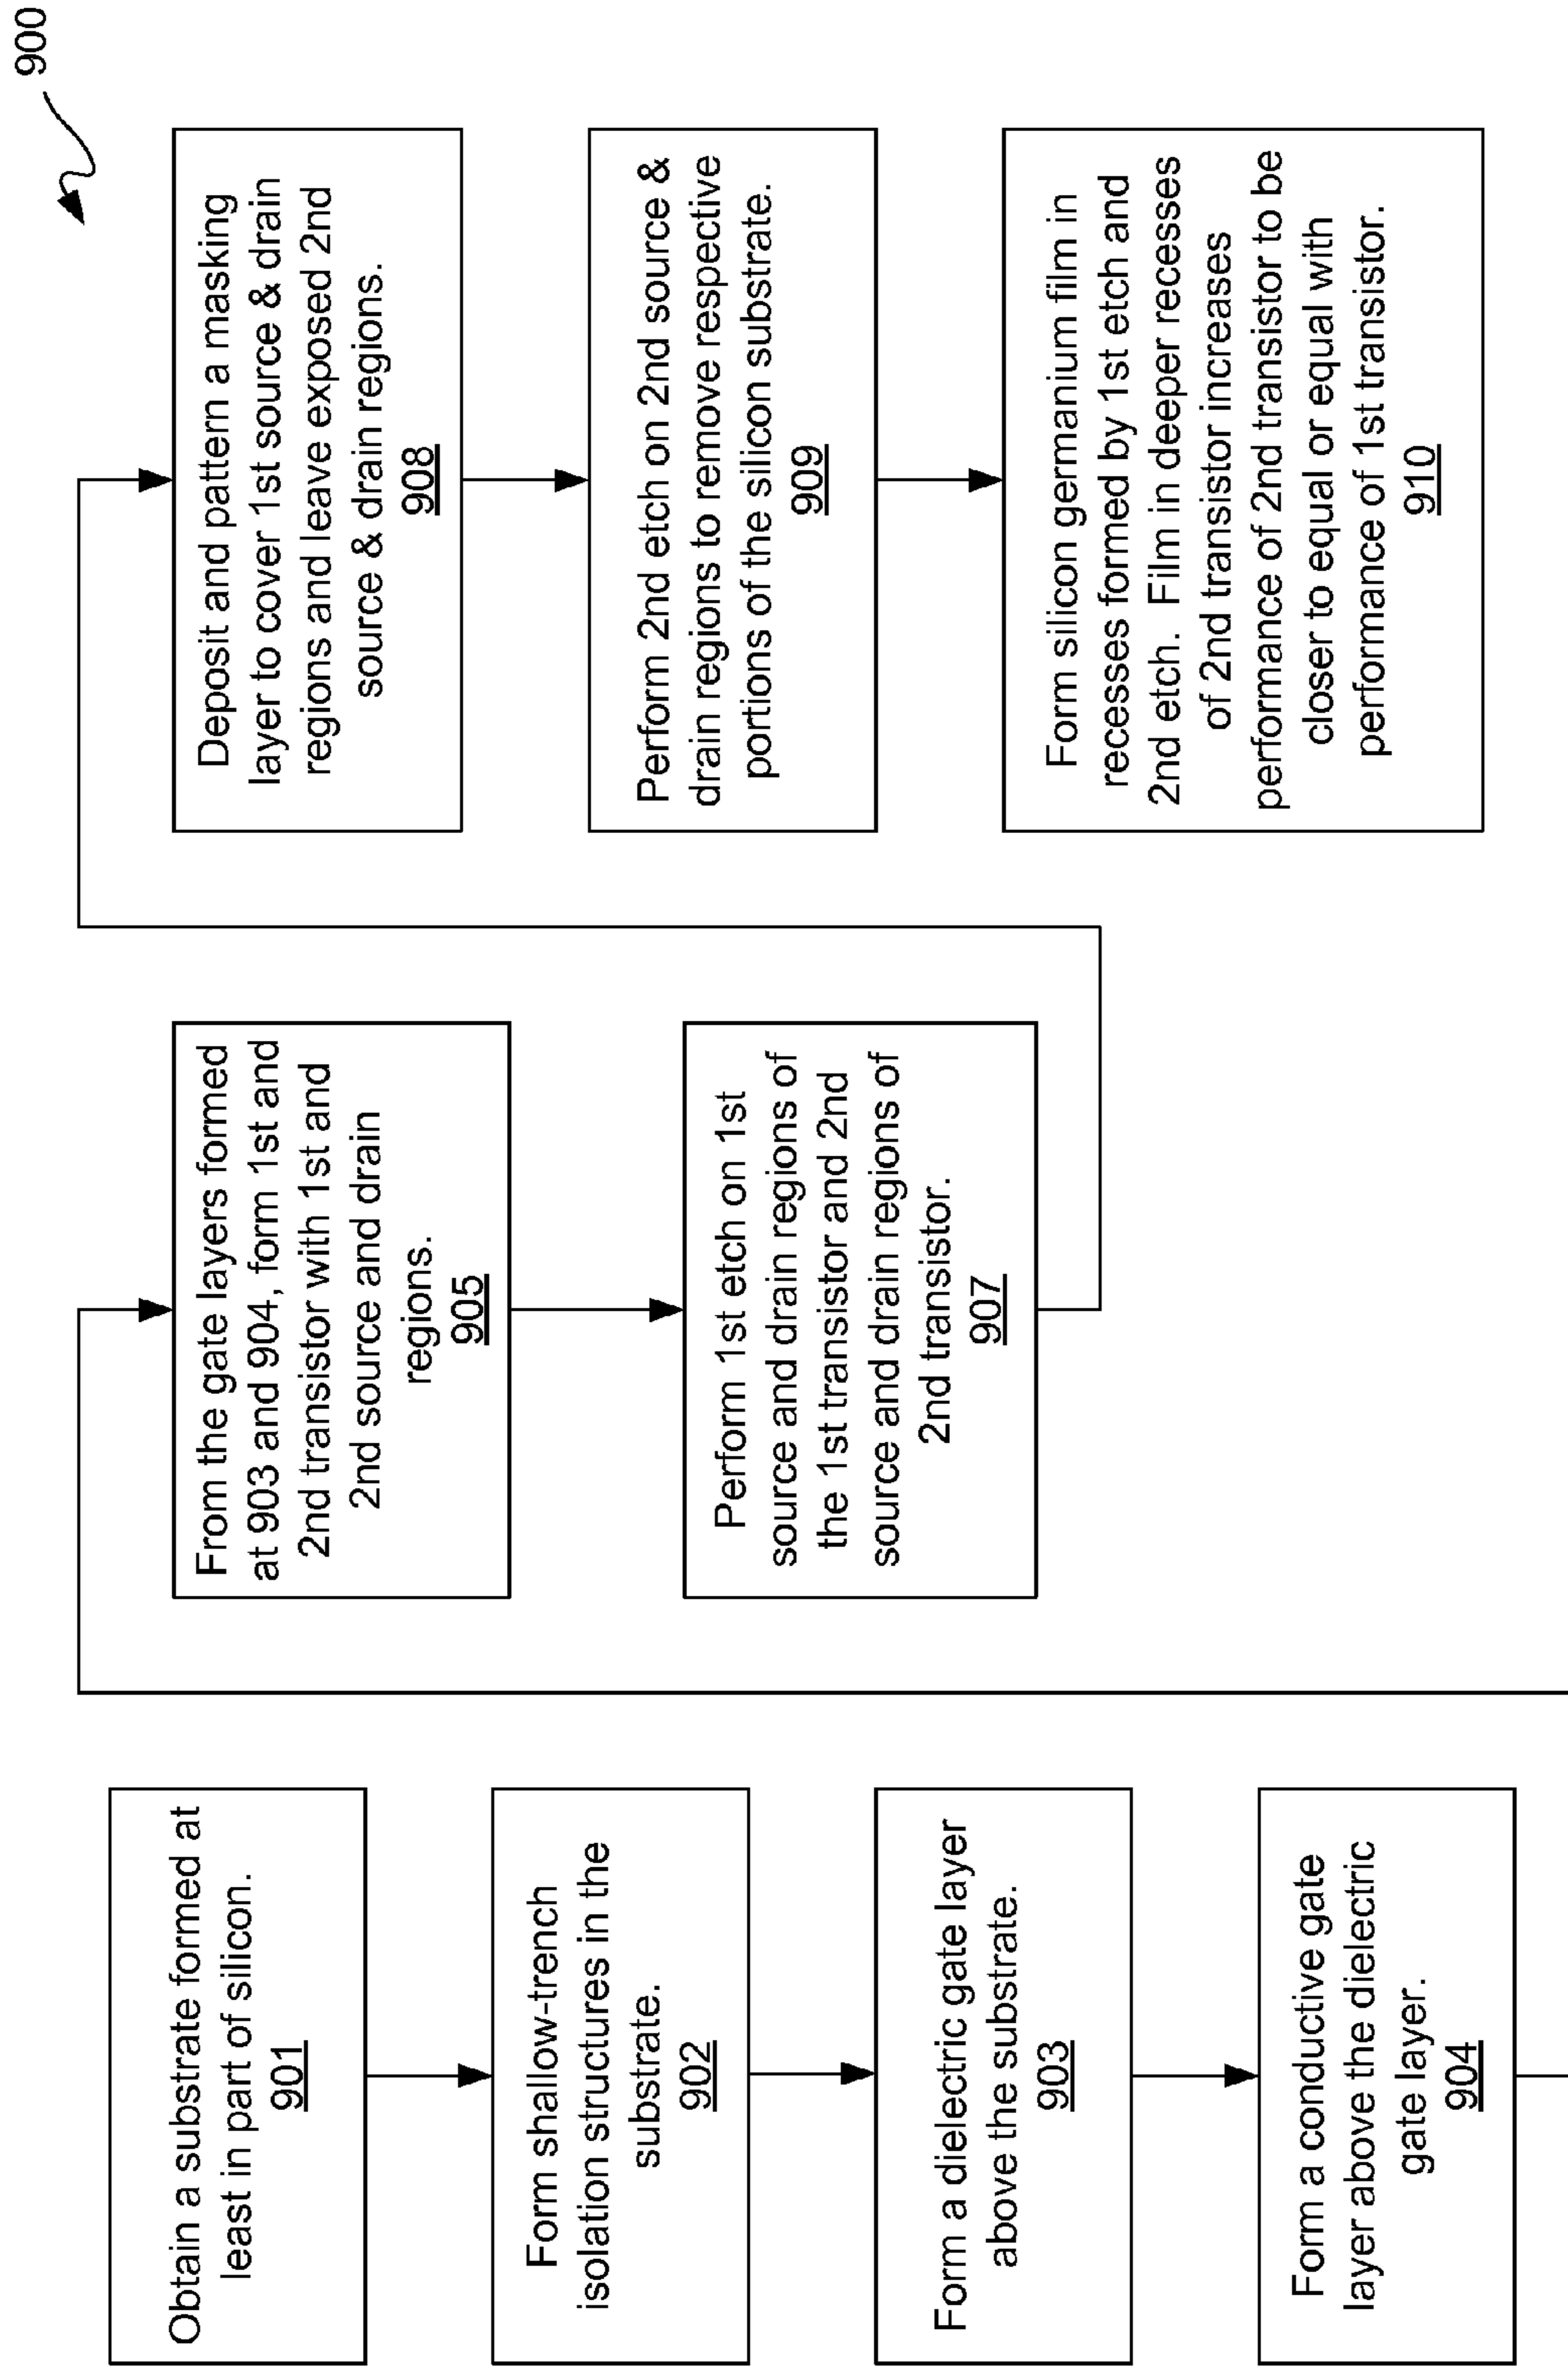 900
Obtain a substrate formed at
least in part of silicon.
901
Form shallow-trench
isolation structures in the
substrate.
902
Form a dielectric gate layer
above the substrate.
903
Form a conductive gate
layer above the dielectric
gate layer.
904
From the gate layers formed
at 903 and 904, form 1st and
2nd transistor with 1st and
2nd source and drain
regions.
905
Perform 1st etch on 1st
source and drain regions of
the 1st transistor and 2nd
source and drain regions of
2nd transistor.
907
Deposit and pattern a masking
layer to cover 1st source & drain
regions and leave exposed 2nd
source & drain regions.
908
Perform 2nd etch on 2nd source &
drain regions to remove respective
portions of the silicon substrate.
909
Form silicon germanium film in
recesses formed by 1st etch and
2nd etch. Film in deeper recesses
of 2nd transistor increases
performance of 2nd transistor to be
closer to equal or equal with
performance of 1st transistor.
910